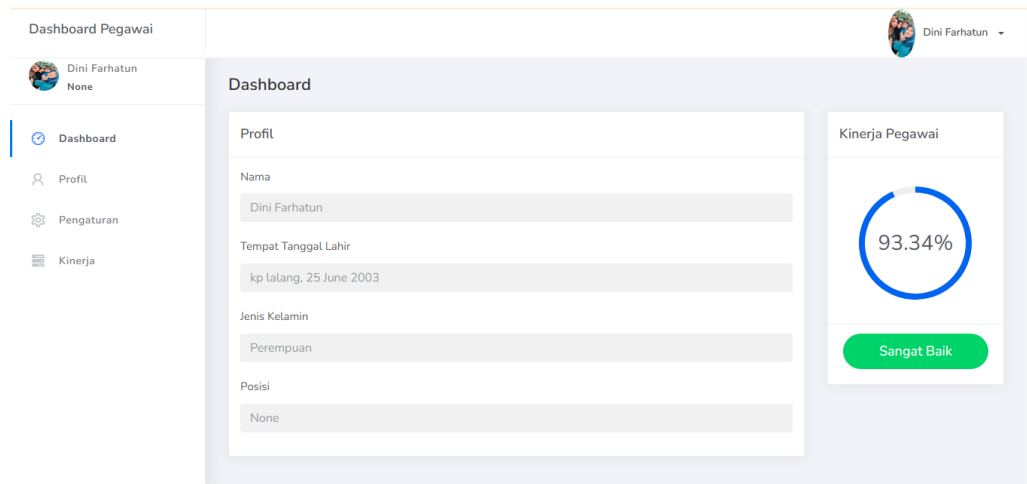 Dashboard Pegawai
Dini Farhatun
Dini Farhatun
None
Dashboard
Profil
Pengaturan
Kinerja
Dashboard
Profil
Nama
Dini Farhatun
Tempat Tanggal Lahir
kp lalang, 25 June 2003
Jenis Kelamin
Perempuan
Posisi
None
Kinerja Pegawai
93.34%
Sangat Baik